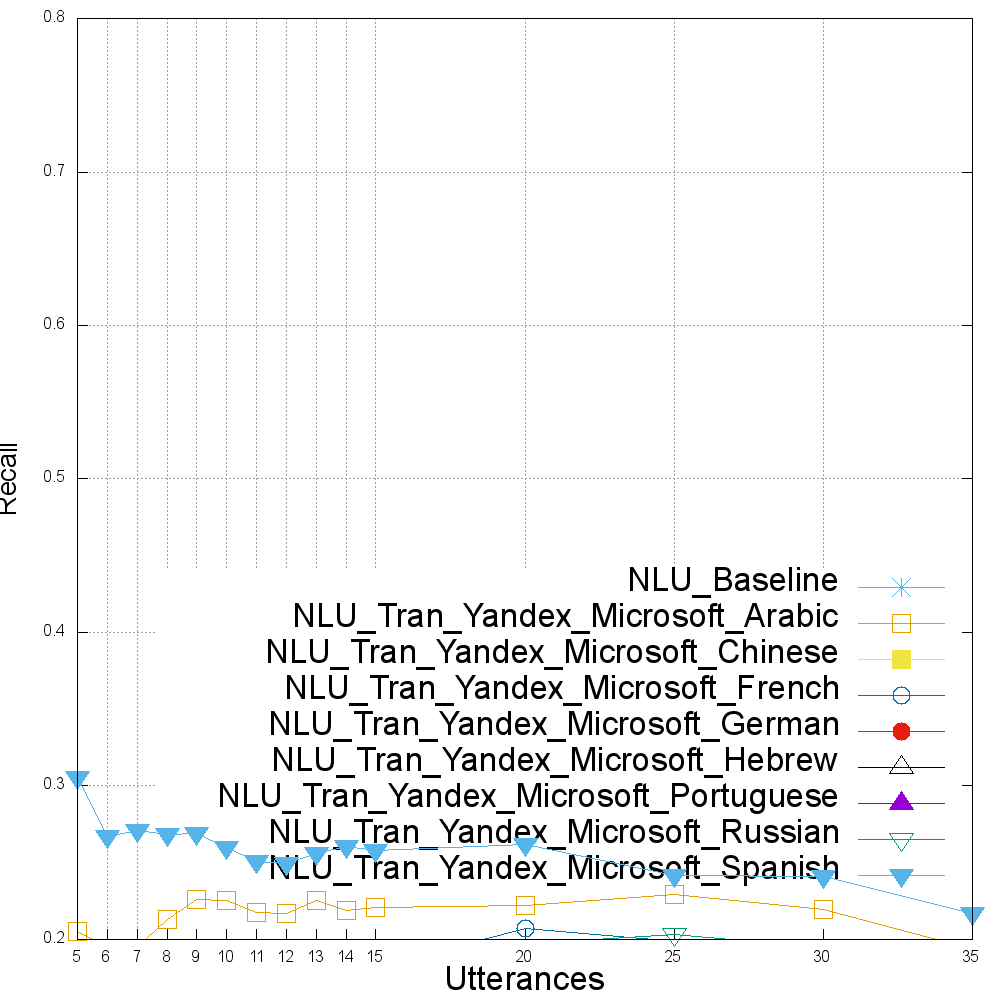 0.8
0.7
0.6
0.5
0.4
0.3
0.2
Recall
NLU_Baseline
NLU_Tran_Yandex_Microsoft_Arabic
NLU_Tran_Yandex_Microsoft_Chinese
NLU_Tran_Yandex_Microsoft_French
NLU_Tran_Yandex_Microsoft_German
NLU_Tran_Yandex_Microsoft_Hebrew
NLU_Tran_Yandex_Microsoft_Portuguese
NLU_Tran_Yandex_Microsoft_Russian
NLU_Tran_Yandex_Microsoft_Spanish
5 6 7 8 9 10 11 12 13 14 15 20 25 30 35
Utterances